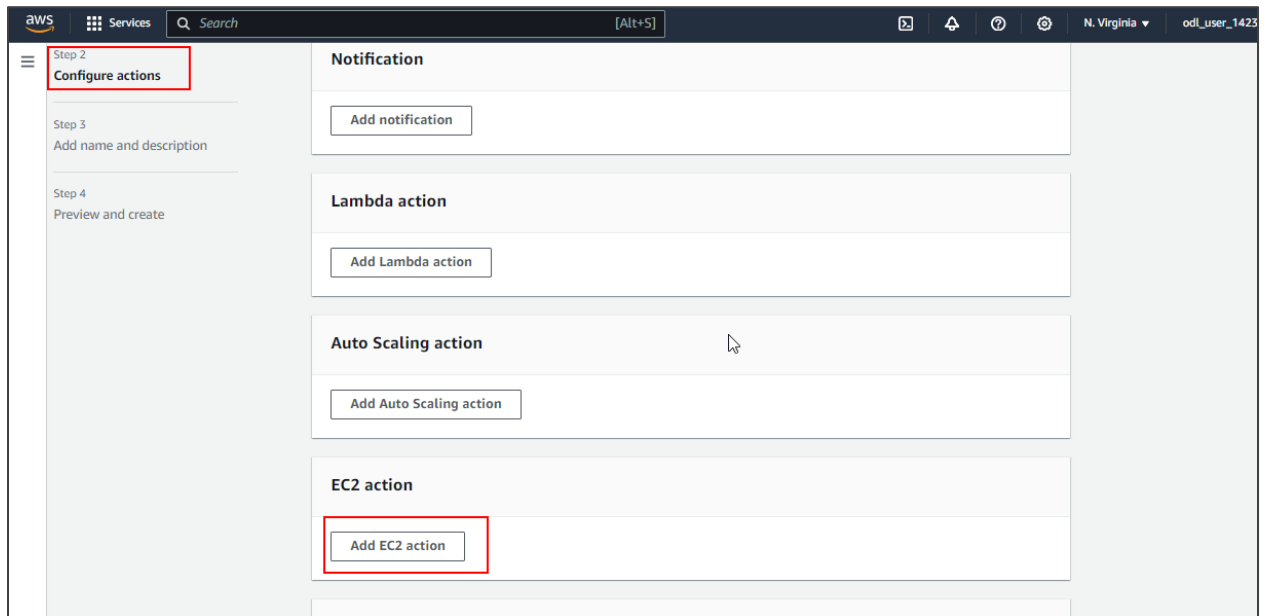 aws
Services
Search
[Alt+S]
N. Virginia
odl_user_1423
Step 2
Configure actions
Step 3
Add name and description
Step 4
Preview and create
Notification
Add notification
Lambda action
Add Lambda action
Auto Scaling action
Add Auto Scaling action
EC2 action
Add EC2 action